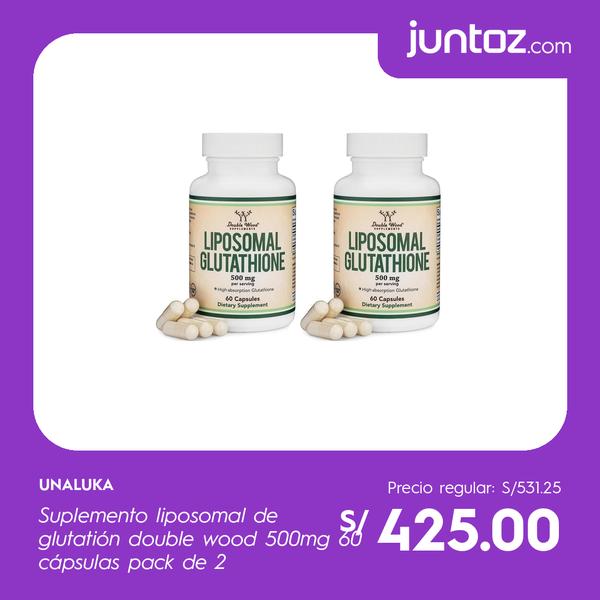 juntoz.com
Double Wood
SUPPLEMENTS
LIPOSOMAL
GLUTATHIONE
500 mg
per serving
High absorption Glutathione
60 Capsules
Dietary Supplement
Double Wood
SUPPLEMENTS
LIPOSOMAL
GLUTATHIONE
500 mg
per serving
High absorption Glutathione
60 Capsules
Dietary Supplement
UNALUKA
Precio regular: S/531.25
Suplemento liposomal de
glutatión double wood 500mg 60
cápsulas pack de 2
S/ 425.00